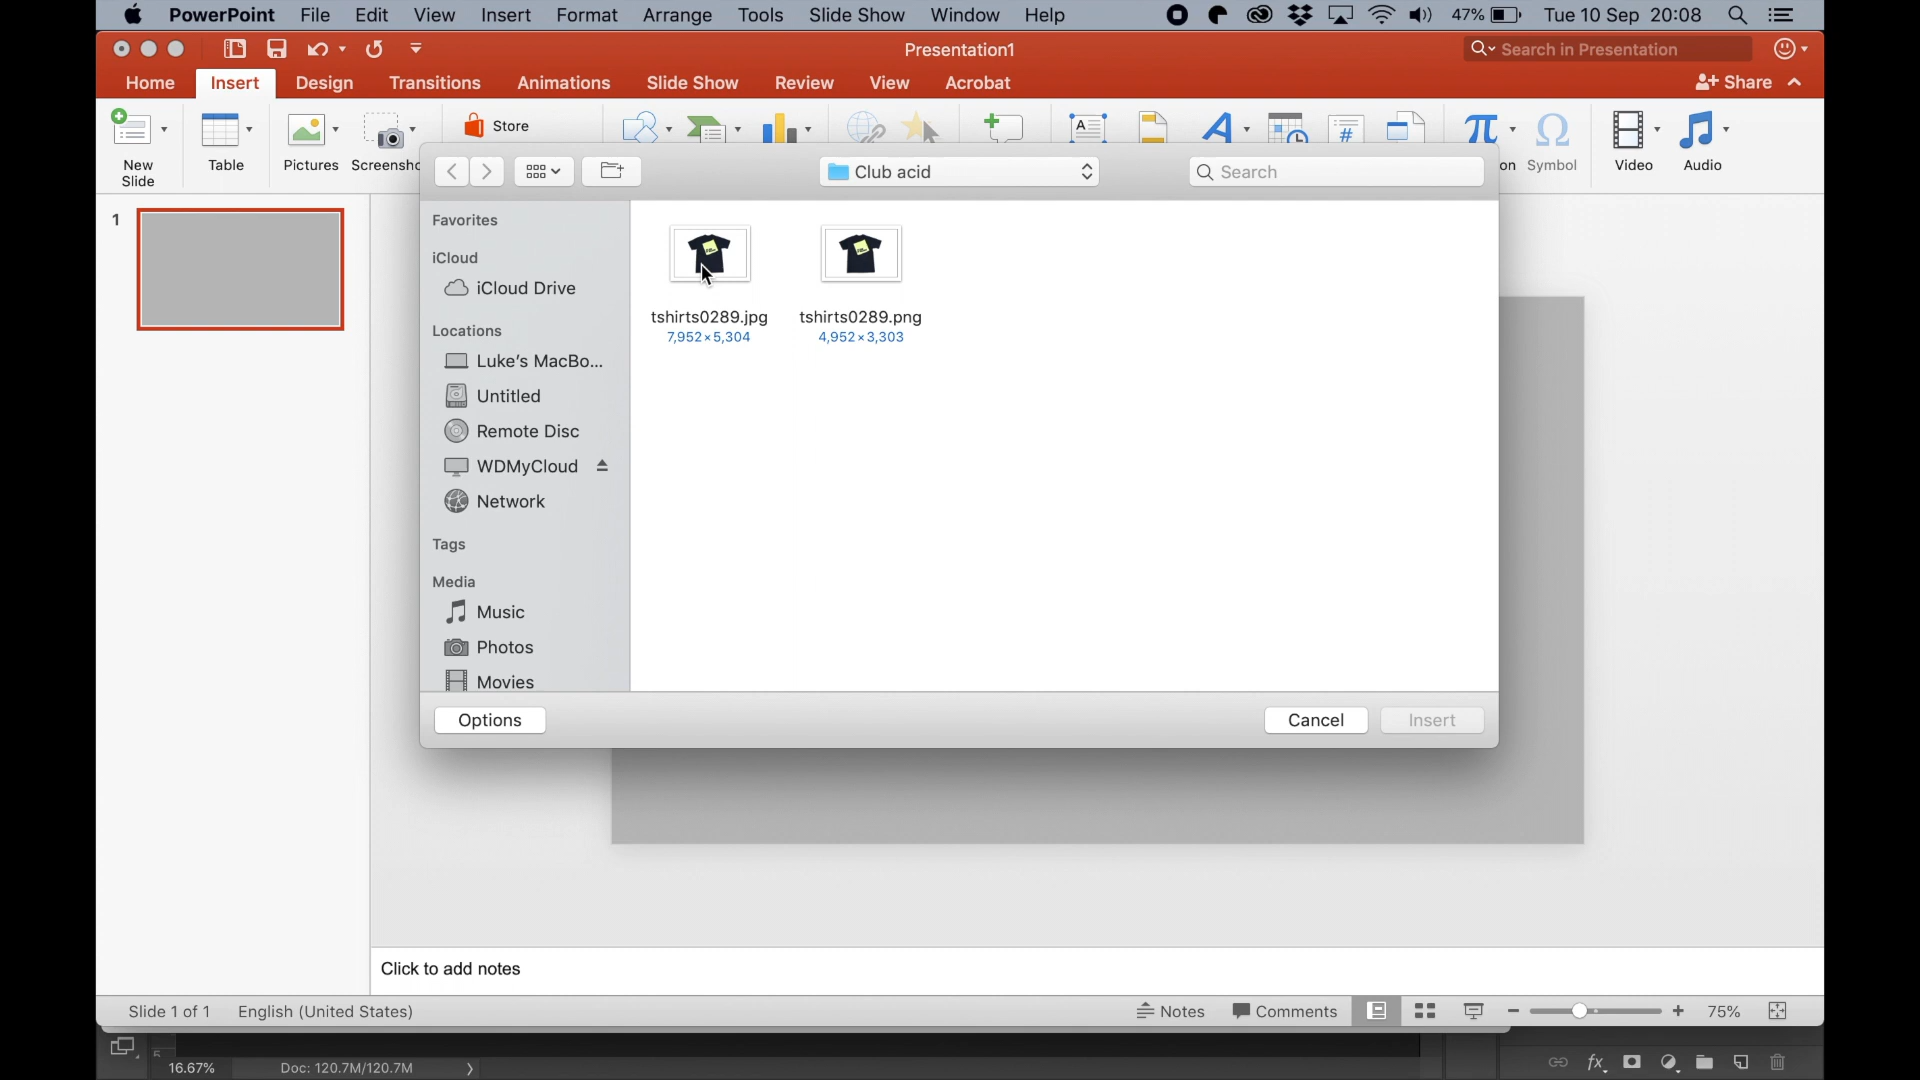 PowerPoint File Edit View Insert Format Arrange Tools Slide Show Window Help 47% Tue 10 Sep 20:08
Presentation1 Search in Presentation
Home Insert Design Transitions Animations Slide Show Review View Acrobat Share
Store
New Slide Table Pictures Screensho on Symbol Video Audio
Club acid Search
1
Favorites
iCloud
iCloud Drive
Locations
Luke's MacBo...
Untitled
Remote Disc
WDMyCloud
Network
Tags
Media
Music
Photos
Movies
tshirts0289.jpg tshirts0289.png
7,952×5,304 4,952×3,303
Options Cancel Insert
Click to add notes
Slide 1 of 1 English (United States) Notes Comments 75%
16.67% Doc: 120.7M/120.7M